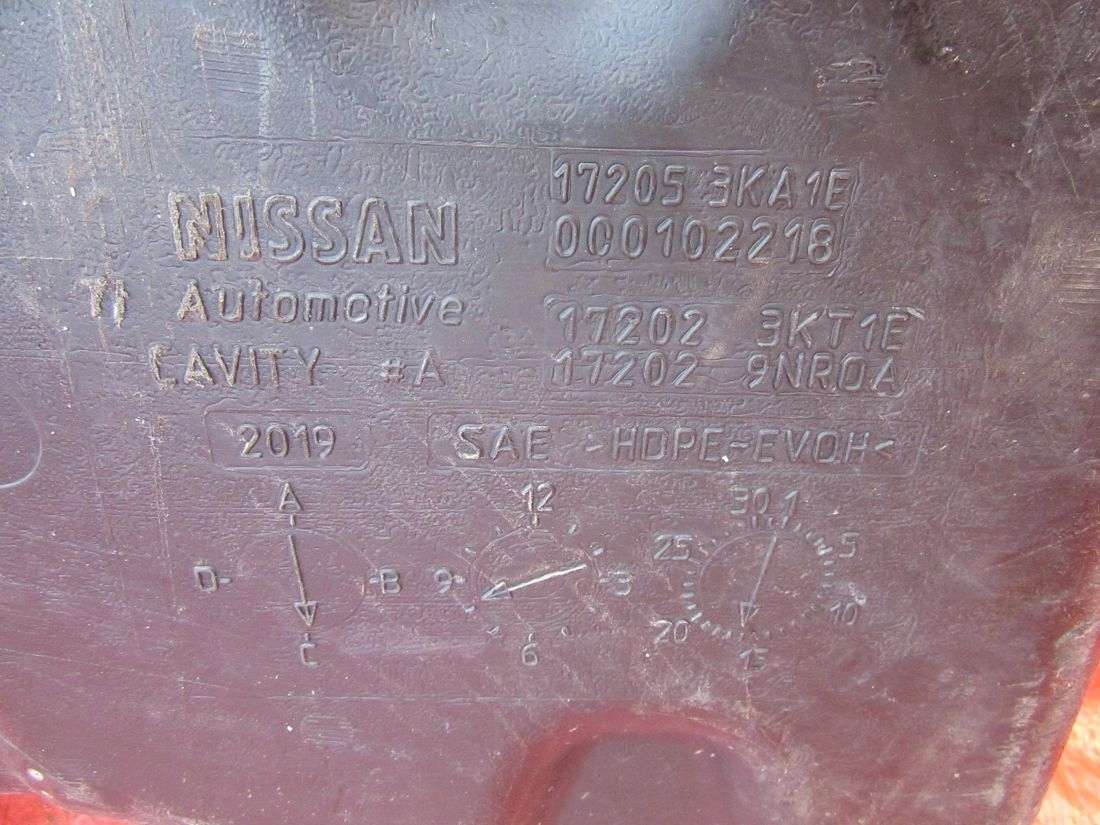 17205 3KA1E
NISSAN 000102218
TI Automotive 17202 3KT1E
CAVITY #A 17202 9NR0A
2019 SAE >HDPE-EVOH<
A 12 30 1
25 5
D B 9 3
20 10
C 6 15